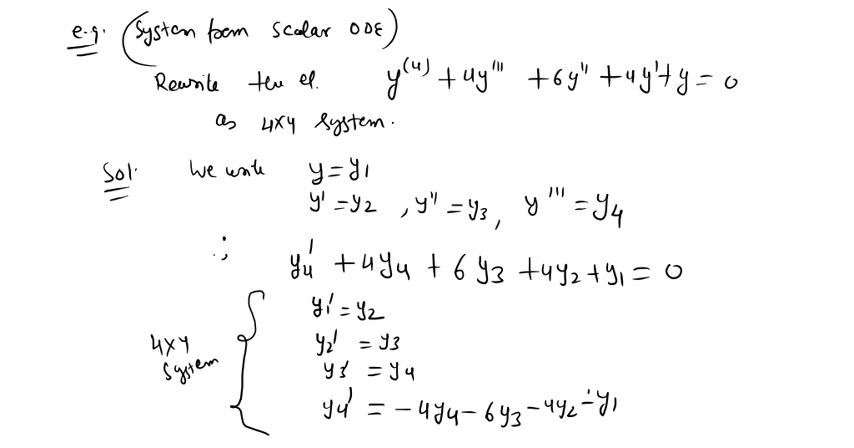 e.g. (System from scalar ODE)
Rewrite the eq. y⁽⁴⁾ + 4y''' + 6y'' + 4y' + y = 0
as 4x4 system.
Sol. We write y = y₁
y' = y₂ , y'' = y₃ , y''' = y₄
∴
y₄' + 4y₄ + 6y₃ + 4y₂ + y₁ = 0
y₁' = y₂
4x4 y₂' = y₃
System y₃' = y₄
y₄' = -4y₄ - 6y₃ - 4y₂ - y₁